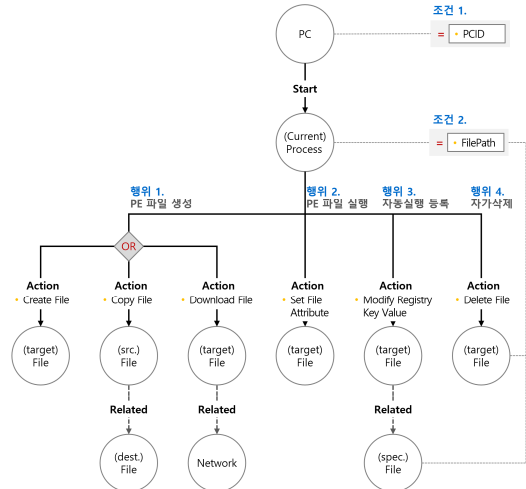 조건 1.
PC
= • PCID
Start
조건 2.
(Current)
Process
= • FilePath
행위 1.
PE 파일 생성
행위 2.
PE 파일 실행
행위 3.
자동실행 등록
행위 4.
자가삭제
OR
Action
• Create File
Action
• Copy File
Action
• Download File
Action
• Set File
Attribute
Action
• Modify Registry
Key Value
Action
• Delete File
(target)
File
(src.)
File
(target)
File
(target)
File
(target)
File
(target)
File
Related
Related
Related
(dest.)
File
Network
(spec.)
File